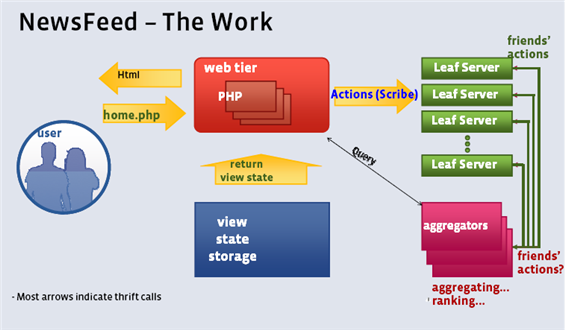 NewsFeed – The Work
friends'
actions
Html
web tier
PHP
Leaf Server
Leaf Server
Leaf Server
Leaf Server
Actions (Scribe)
home.php
user
Query
return
view state
view
state
storage
aggregators
friends'
actions?
aggregating...
ranking...
- Most arrows indicate thrift calls